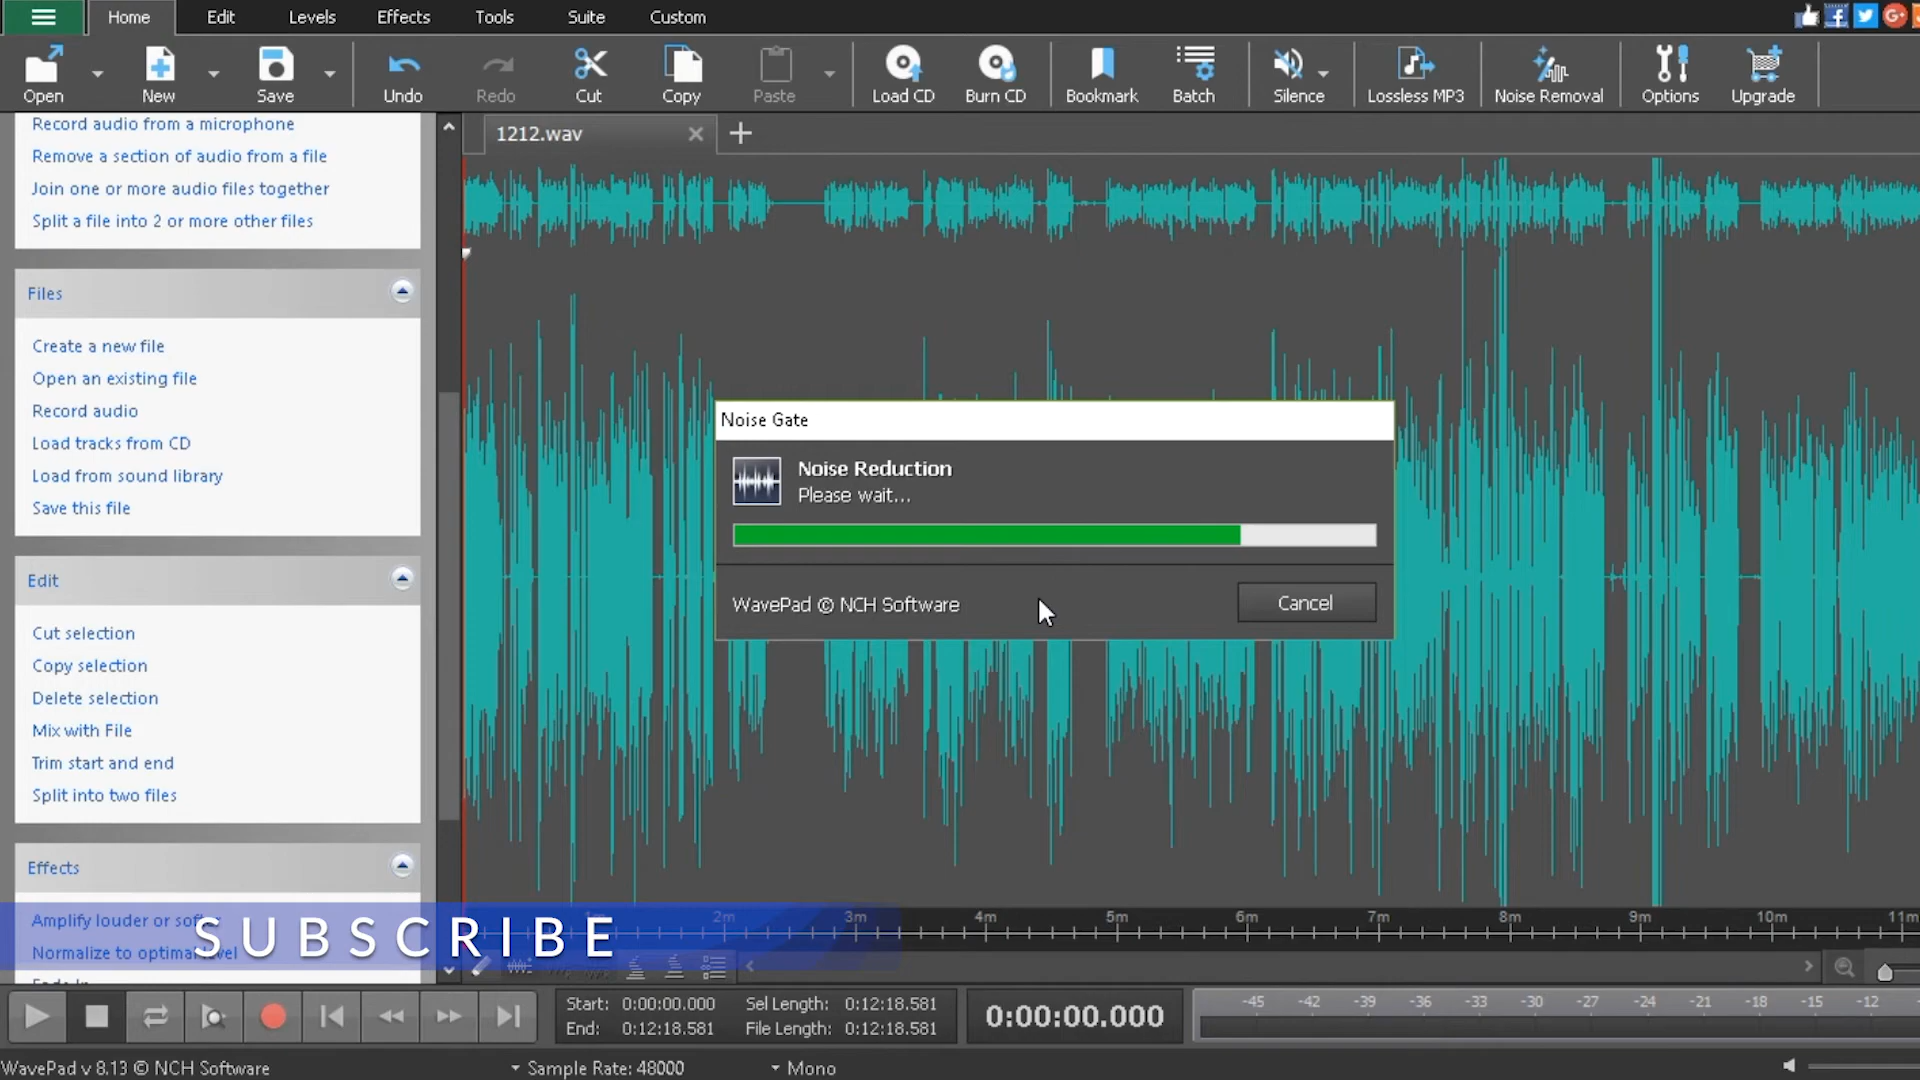 Home Edit Levels Effects Tools Suite Custom
Open New Save Undo Redo Cut Copy Paste Load CD Burn CD Bookmark Batch Silence Lossless MP3 Noise Removal Options Upgrade
Record audio from a microphone
Remove a section of audio from a file
Join one or more audio files together
Split a file into 2 or more other files
Files
Create a new file
Open an existing file
Record audio
Load tracks from CD
Load from sound library
Save this file
Edit
Cut selection
Copy selection
Delete selection
Mix with File
Trim start and end
Split into two files
Effects
Amplify louder or
Normalize to optimal level
1212.wav
Noise Gate
Noise Reduction
Please wait...
WavePad © NCH Software
Cancel
1m 2m 3m 4m 5m 6m 7m 8m 9m 10m 11m
SUBSCRIBE
Start: 0:00:00.000 Sel Length: 0:12:18.581
End: 0:12:18.581 File Length: 0:12:18.581
0:00:00.000
-45 -42 -39 -36 -33 -30 -27 -24 -21 -18 -15 -12
WavePad v 8.13 © NCH Software
Sample Rate: 48000
Mono